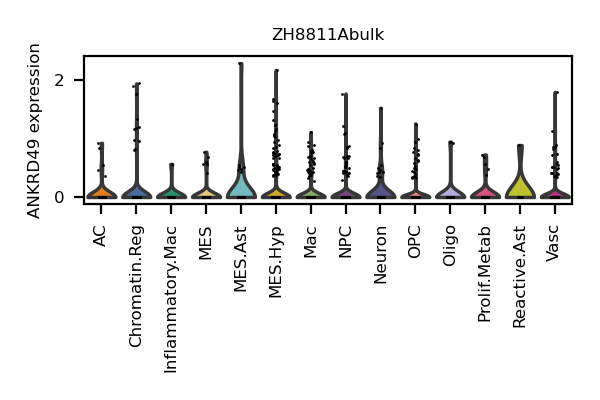 ZH8811Abulk
ANKRD49 expression
2
0
AC
Chromatin.Reg
Inflammatory.Mac
MES
MES.Ast
MES.Hyp
Mac
NPC
Neuron
OPC
Oligo
Prolif.Metab
Reactive.Ast
Vasc